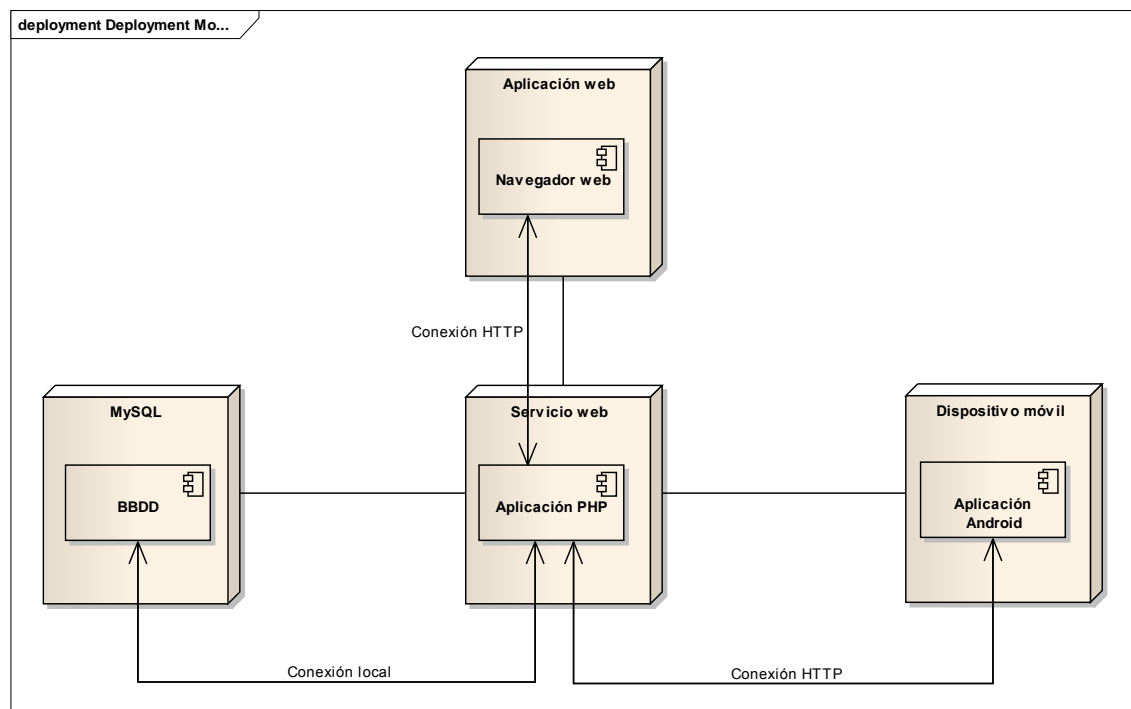 deployment Deployment Mo...
Aplicación web
Navegador web
Conexión HTTP
MySQL
Servicio web
Dispositivo móvil
BBDD
Aplicación PHP
Aplicación
Android
Conexión local
Conexión HTTP